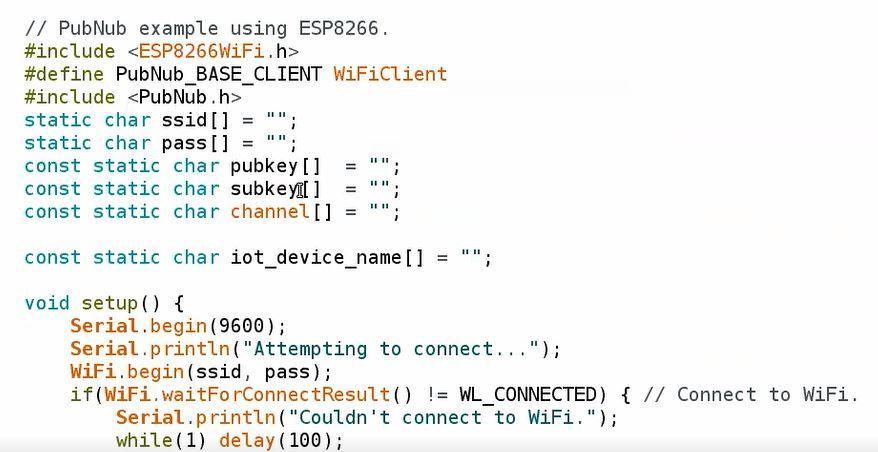 // PubNub example using ESP8266.
#include <ESP8266WiFi.h>
#define PubNub_BASE_CLIENT WiFiClient
#include <PubNub.h>
static char ssid[] = "";
static char pass[] = "";
const static char pubkey[]  = "";
const static char subkey[]  = "";
const static char channel[] = "";

const static char iot_device_name[] = "";

void setup() {
    Serial.begin(9600);
    Serial.println("Attempting to connect...");
    WiFi.begin(ssid, pass);
    if(WiFi.waitForConnectResult() != WL_CONNECTED) { // Connect to WiFi.
        Serial.println("Couldn't connect to WiFi.");
        while(1) delay(100);